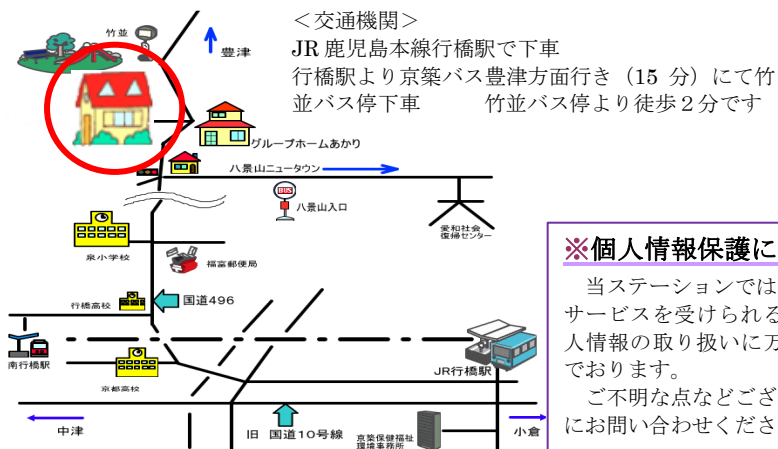 ＜交通機関＞
JR 鹿児島本線行橋駅で下車
行橋駅より京築バス豊津方面行き（15 分）にて竹
並バス停下車　　　竹並バス停より徒歩２分です
竹並
豊津
グループホームあかり
八景山ニュータウン
BUS
八景山入口
愛和社会
復帰センター
泉小学校
福富郵便局
行橋高校
国道496
南行橋駅
京都高校
JR行橋駅
中津
旧　国道10号線
京築保健福祉
環境事務所
小倉
※個人情報保護に
当ステーションでは
サービスを受けられる
人情報の取り扱いに万
でおります。
ご不明な点などござ
にお問い合わせくださ